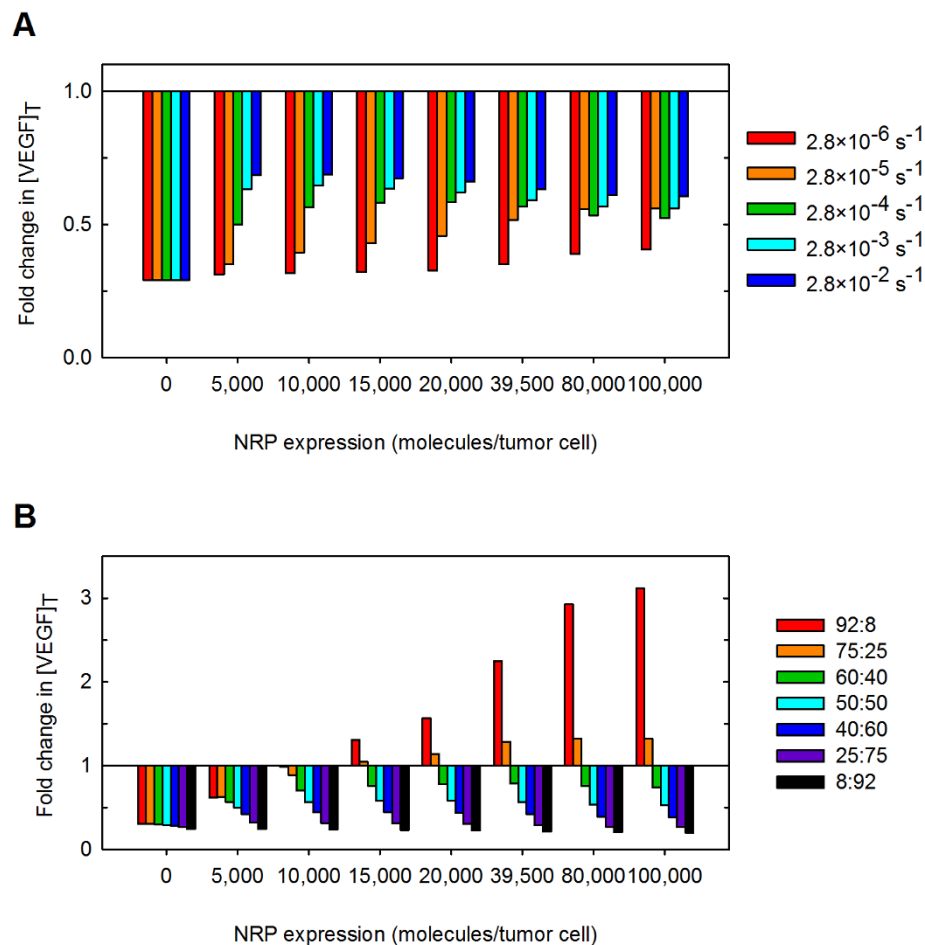 A
Fold change in [VEGF]T
1.0
0.5
0.0
0 5,000 10,000 15,000 20,000 39,500 80,000 100,000
NRP expression (molecules/tumor cell)
2.8×10-6 s-1
2.8×10-5 s-1
2.8×10-4 s-1
2.8×10-3 s-1
2.8×10-2 s-1
B
Fold change in [VEGF]T
3
2
1
0
0 5,000 10,000 15,000 20,000 39,500 80,000 100,000
NRP expression (molecules/tumor cell)
92:8
75:25
60:40
50:50
40:60
25:75
8:92